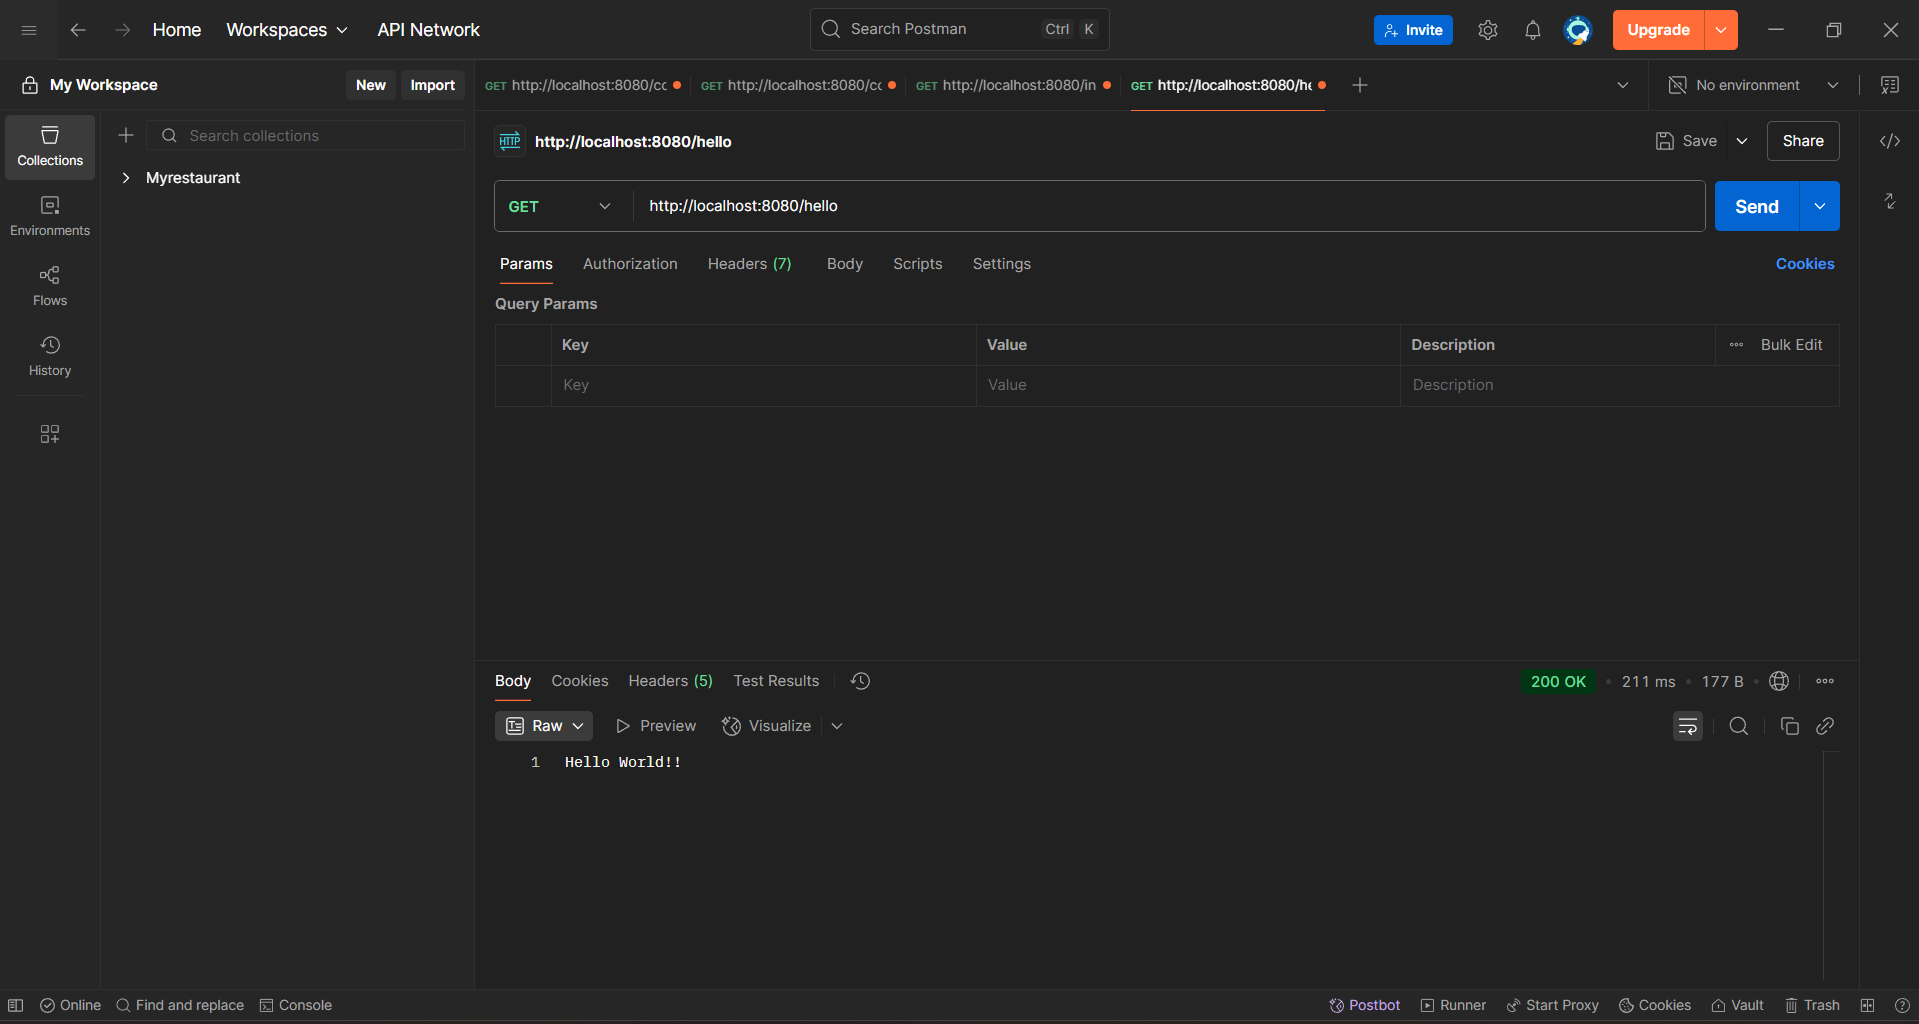 Home Workspaces API Network Search Postman Ctrl K Invite Upgrade
My Workspace New Import GET http://localhost:8080/cc GET http://localhost:8080/cc GET http://localhost:8080/in GET http://localhost:8080/he No environment
Collections
Environments
Flows
History
Search collections
Myrestaurant
HTTP http://localhost:8080/hello Save Share
GET http://localhost:8080/hello Send
Params Authorization Headers (7) Body Scripts Settings Cookies
Query Params
Key Value Description Bulk Edit
Key Value Description
Body Cookies Headers (5) Test Results 200 OK 211 ms 177 B
Raw Preview Visualize
1 Hello World!!
Online Find and replace Console Postbot Runner Start Proxy Cookies Vault Trash